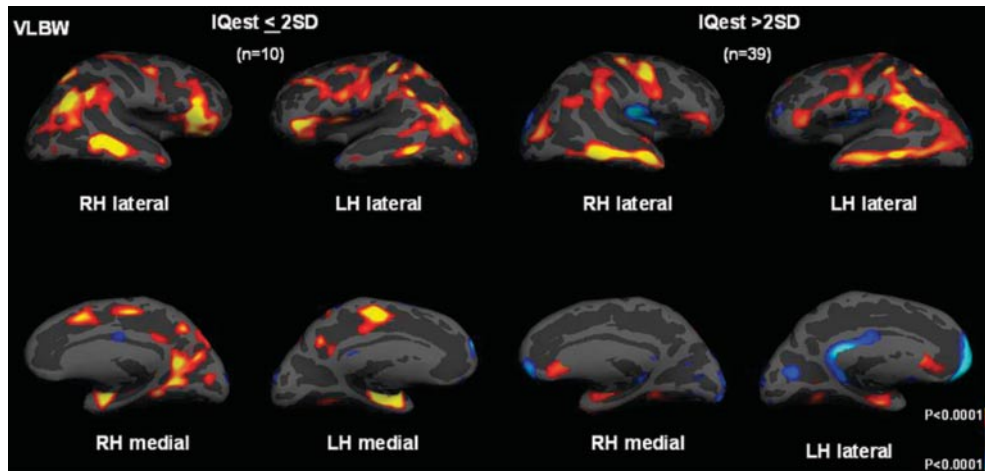 VLBW
IQest ≤ 2SD
IQest >2SD
(n=10)
(n=39)
RH lateral
LH lateral
RH lateral
LH lateral
RH medial
LH medial
RH medial
LH lateral
P<0.0001
P<0.0001